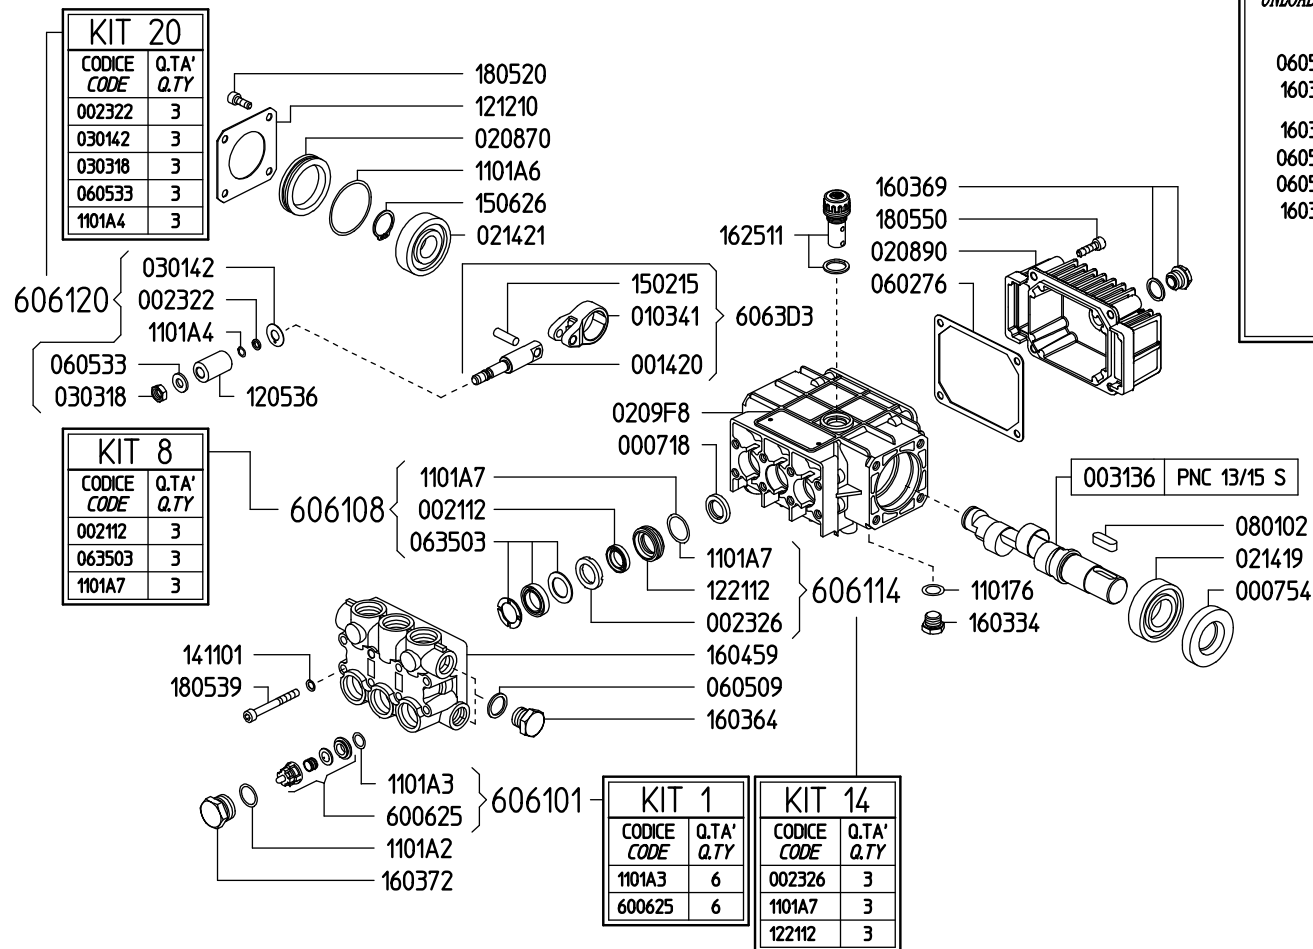 KIT 20
CODICE Q.TA'
CODE Q.TY
002322 3
030142 3
030318 3
060533 3
1101A4 3
180520
121210
020870
1101A6
150626
021421
162511
160369
180550
020890
060276
606120
030142
002322
1101A4
060533
030318
120536
150215
010341
001420
6063D3
0209F8
000718
KIT 8
CODICE Q.TA'
CODE Q.TY
002112 3
063503 3
1101A7 3
606108
1101A7
002112
063503
1101A7
122112
002326
606114
160459
060509
160364
141101
180539
110176
160334
003136 PNC 13/15 S
080102
021419
000754
1101A3
600625
606101
1101A2
160372
KIT 1
CODICE Q.TA'
CODE Q.TY
1101A3 6
600625 6
KIT 14
CODICE Q.TA'
CODE Q.TY
002326 3
1101A7 3
122112 3